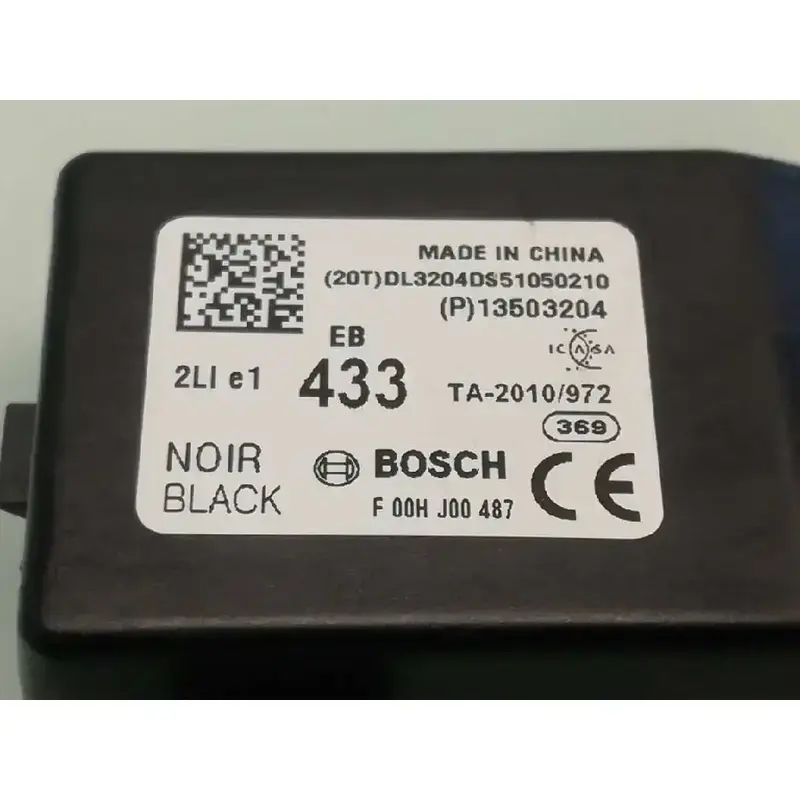 MADE IN CHINA
(20T)DL3204DS51050210
(P)13503204
EB
ICASA
2LI e1
433
TA-2010/972
369
NOIR
BLACK
BOSCH
CE
F 00H J00 487